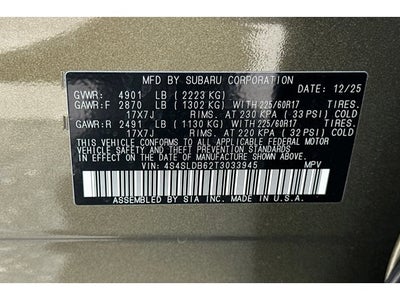 MFD BY SUBARU CORPORATION DATE: 12/25
GVWR: 4901 LB (2223 KG)
GAWR:F 2870 LB (1302 KG) WITH 225/60R17 TIRES.
17X7J RIMS. AT 230 KPA (33 PSI) COLD
GAWR:R 2491 LB (1130 KG) WITH 225/60R17 TIRES.
17X7J RIMS. AT 220 KPA (32 PSI) COLD
THIS VEHICLE CONFORMS TO ALL APPLICABLE FEDERAL MOTOR
VEHICLE SAFETY, BUMPER, AND THEFT PREVENTION
STANDARDS IN EFFECT ON THE DATE OF MANUFACTURE
SHOWN ABOVE.
VIN: 4S4SLDB62T3033945 MPV
ASSEMBLED BY SIA INC. MADE IN U.S.A.